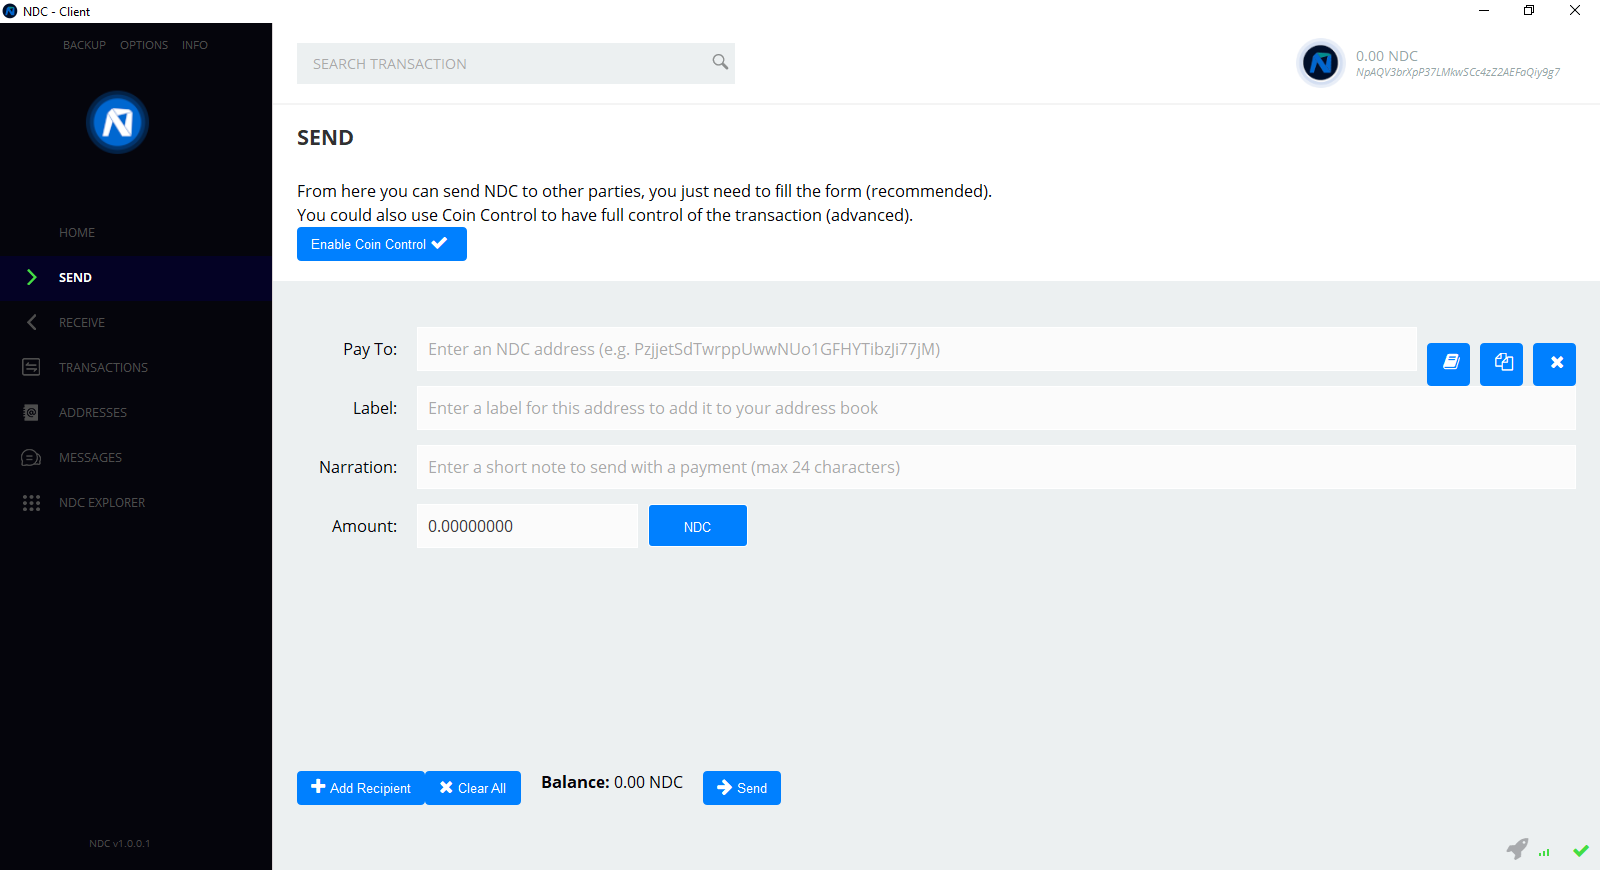 NDC - Client
BACKUP OPTIONS INFO
SEARCH TRANSACTION
0.00 NDC
NpAQV3brXpP37LMkwSCc4zZ2AEFaQiy9g7
HOME
SEND
RECEIVE
TRANSACTIONS
ADDRESSES
MESSAGES
NDC EXPLORER
NDC v1.0.0.1
SEND
From here you can send NDC to other parties, you just need to fill the form (recommended).
You could also use Coin Control to have full control of the transaction (advanced).
Enable Coin Control
Pay To: Enter an NDC address (e.g. PzjjetSdTwrppUwwNUo1GFHYTibzJi77jM)
Label: Enter a label for this address to add it to your address book
Narration: Enter a short note to send with a payment (max 24 characters)
Amount: 0.00000000 NDC
Add Recipient Clear All Balance: 0.00 NDC Send